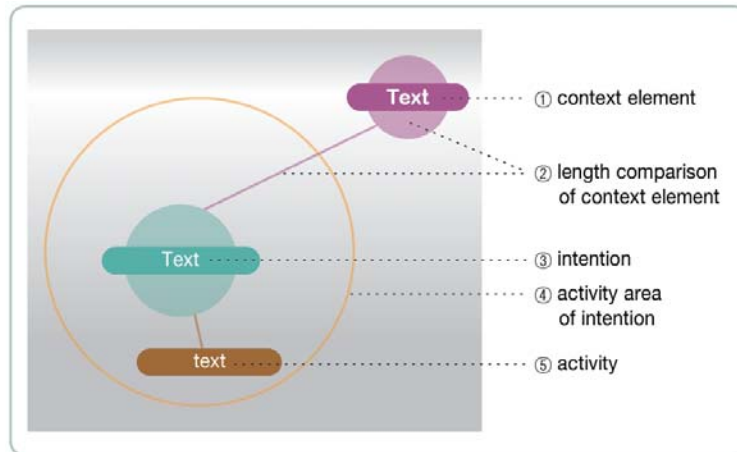 Text
① context element
② length comparison
of context element
Text
③ intention
④ activity area
of intention
text
⑤ activity